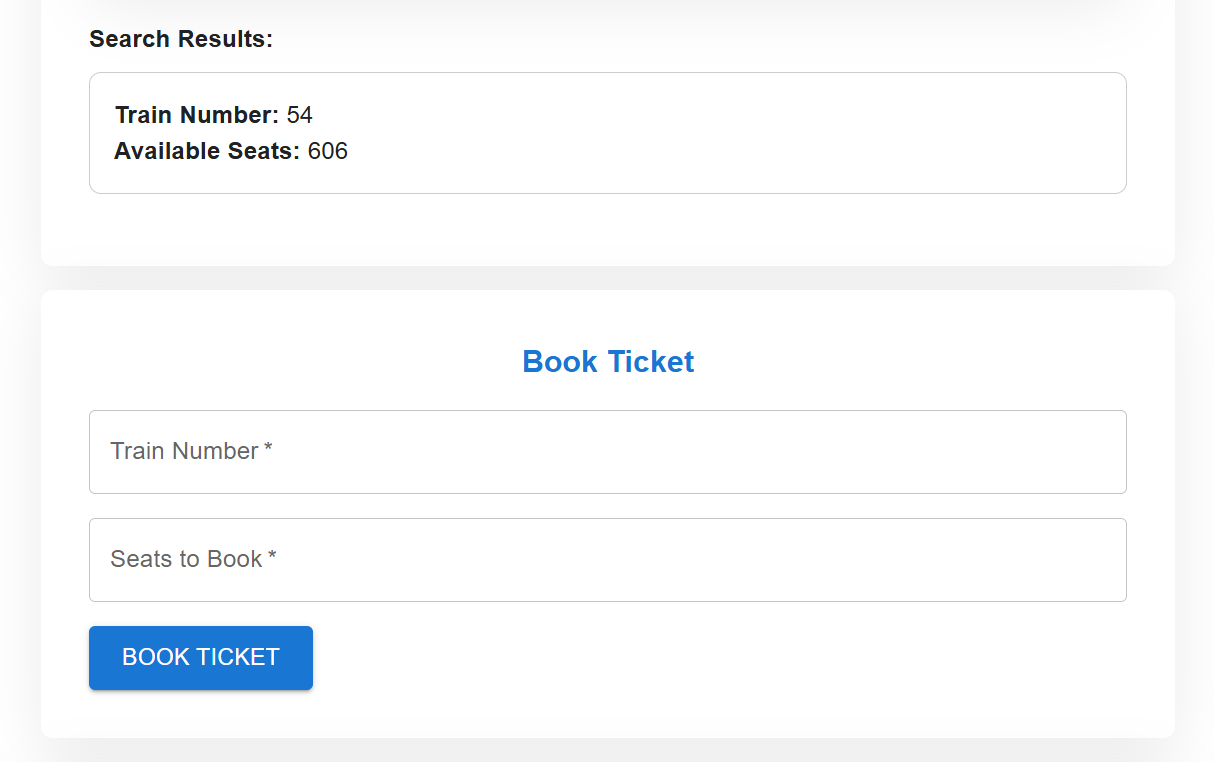 Search Results:
Train Number: 54
Available Seats: 606
Book Ticket
Train Number *
Seats to Book *
BOOK TICKET